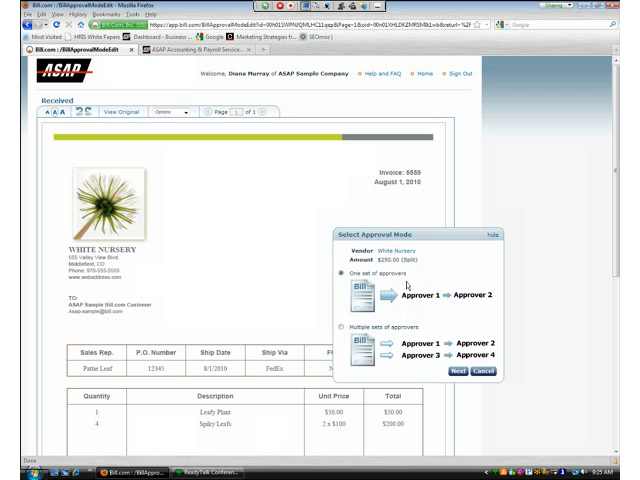 Bill.com : /BillApprovalModeEdit - Mozilla Firefox
File Edit View History Bookmarks Tools Help
Most Visited HRIS White Papers Dashboard - Business ... Google Marketing Strategies fr... SEOmoz
Bill.com : /BillApprovalModeEdit ASAP Accounting & Payroll Service...
ASAP
Welcome, Diana Murray of ASAP Sample Company Help and FAQ Home Sign Out
Received
A A A View Original Options Page 1 of 1
Invoice: 5555
August 1, 2010
WHITE NURSERY
555 Valley View Blvd.
Middlefield, CO
Phone: 970-555-5555
www.webaddress.com
TO:
ASAP Sample Bill.com Customer
Asap-sample@bill.com
Select Approval Mode hide
Vendor White Nursery
Amount $250.00 (Split)
One set of approvers
Bill Approver 1 Approver 2
Multiple sets of approvers
Bill Approver 1 Approver 2
Approver 3 Approver 4
Next Cancel
Sales Rep. P.O. Number Ship Date Ship Via
Pattie Leaf 12345 8/1/2010 FedEx
Quantity Description Unit Price Total
1 Leafy Plant $50.00 $50.00
4 Spiky Leafs 2 x $100 $200.00
Done
Start Bill.com : /BillAppro... ReadyTalk Conferen... 9:25 AM